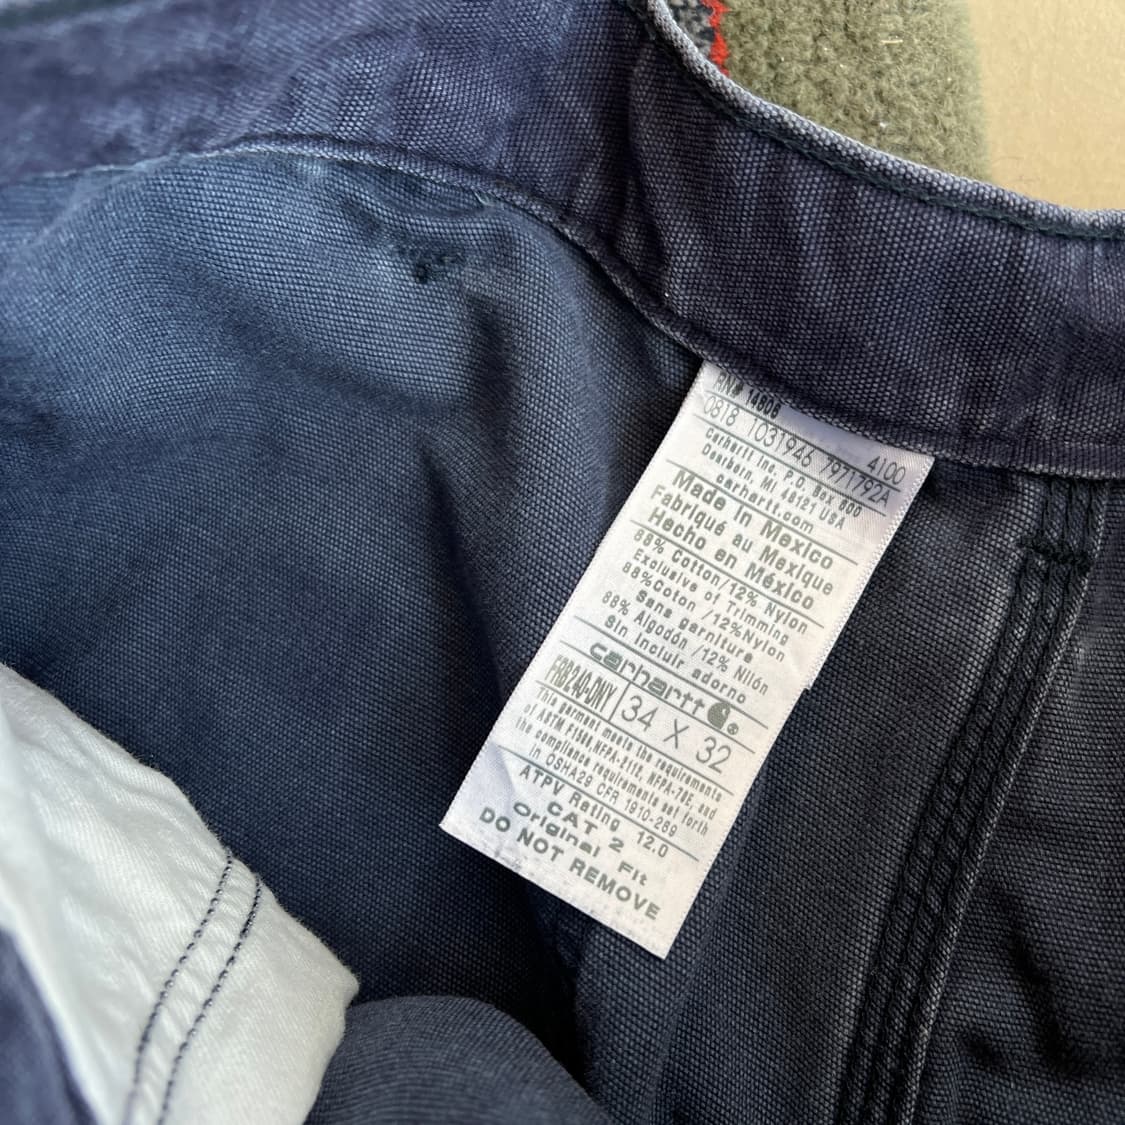 RN# 14806
0818 1031946 4100
7971792A
Carhartt Inc, P.O. Box 600
Dearborn, MI 48121 USA
carhartt.com
Made in Mexico
Fabriqué au Mexique
Hecho en México
88% Cotton/12% Nylon
Exclusive of Trimming
88%Coton /12%Nylon
Sans garniture
88% Algodón /12% Nilón
Sin incluir adorno
carhartt ®
FRB240-DNY 34 X 32
This garment meets the requirements
of ASTM F1506, NFPA-2112, NFPA-70E, and
the compliance requirements set forth
in OSHA29 CFR 1910-269
ATPV Rating 12.0
CAT 2
Original Fit
DO NOT REMOVE